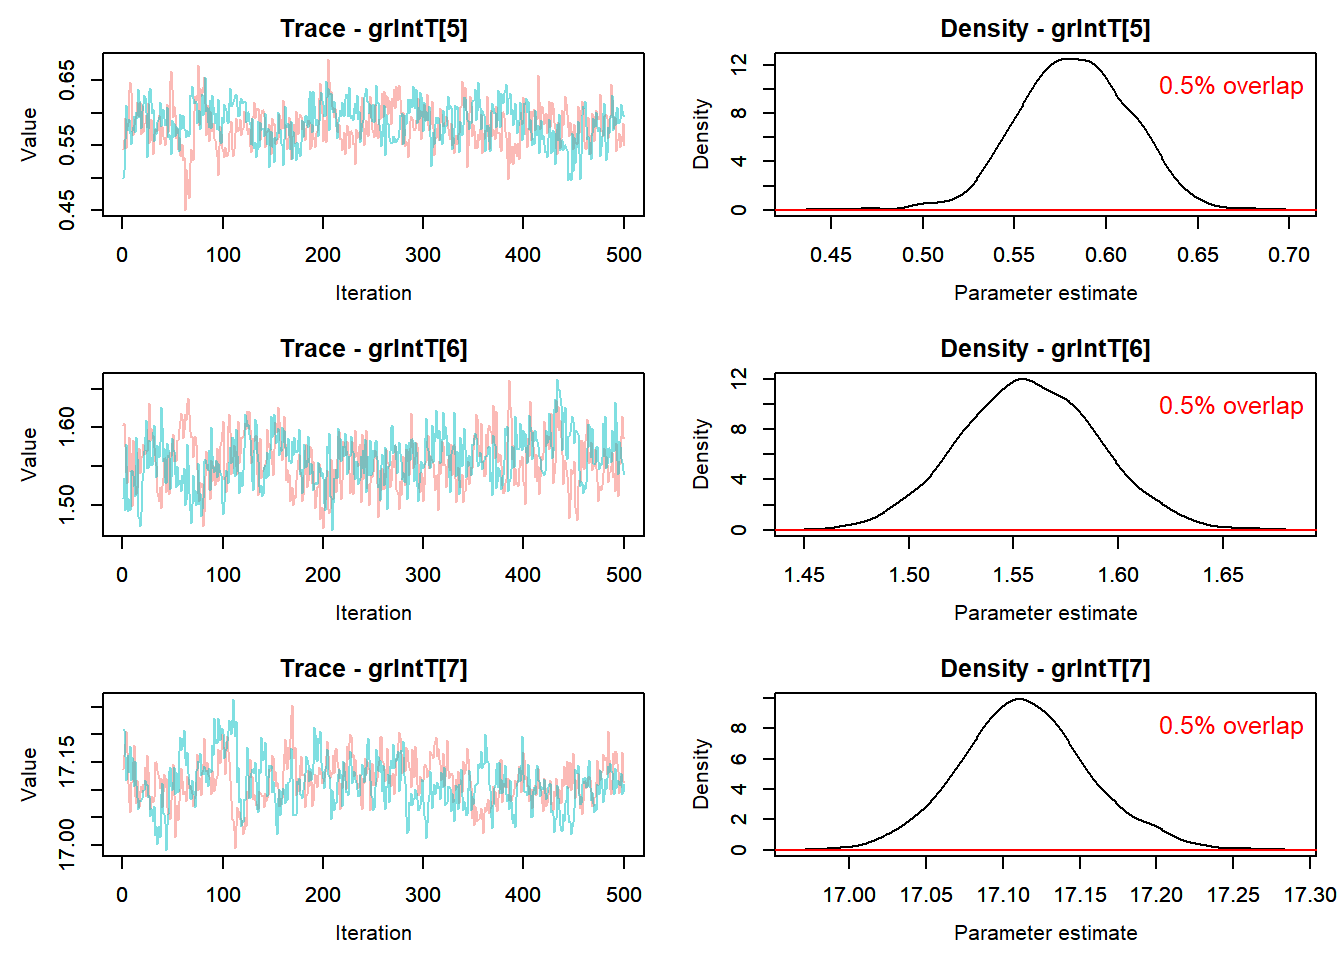 Trace - grIntT[5]
Value
0.45 0.55 0.65
0 100 200 300 400 500
Iteration
Density - grIntT[5]
0.5% overlap
Density
0 4 8 12
0.45 0.50 0.55 0.60 0.65 0.70
Parameter estimate
Trace - grIntT[6]
Value
1.50 1.60
0 100 200 300 400 500
Iteration
Density - grIntT[6]
0.5% overlap
Density
0 4 8 12
1.45 1.50 1.55 1.60 1.65
Parameter estimate
Trace - grIntT[7]
Value
17.00 17.15
0 100 200 300 400 500
Iteration
Density - grIntT[7]
0.5% overlap
Density
0 2 4 6 8
17.00 17.05 17.10 17.15 17.20 17.25 17.30
Parameter estimate